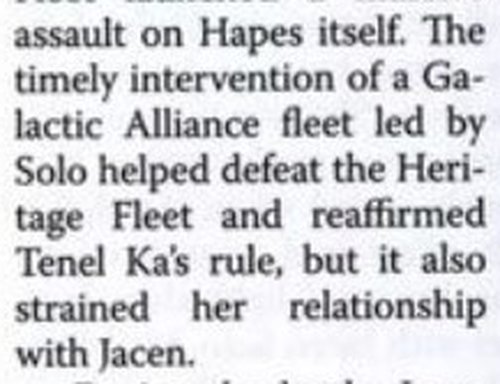 assault on Hapes itself. The
timely intervention of a Ga-
lactic Alliance fleet led by
Solo helped defeat the Heri-
tage Fleet and reaffirmed
Tenel Ka's rule, but it also
strained her relationship
with Jacen.